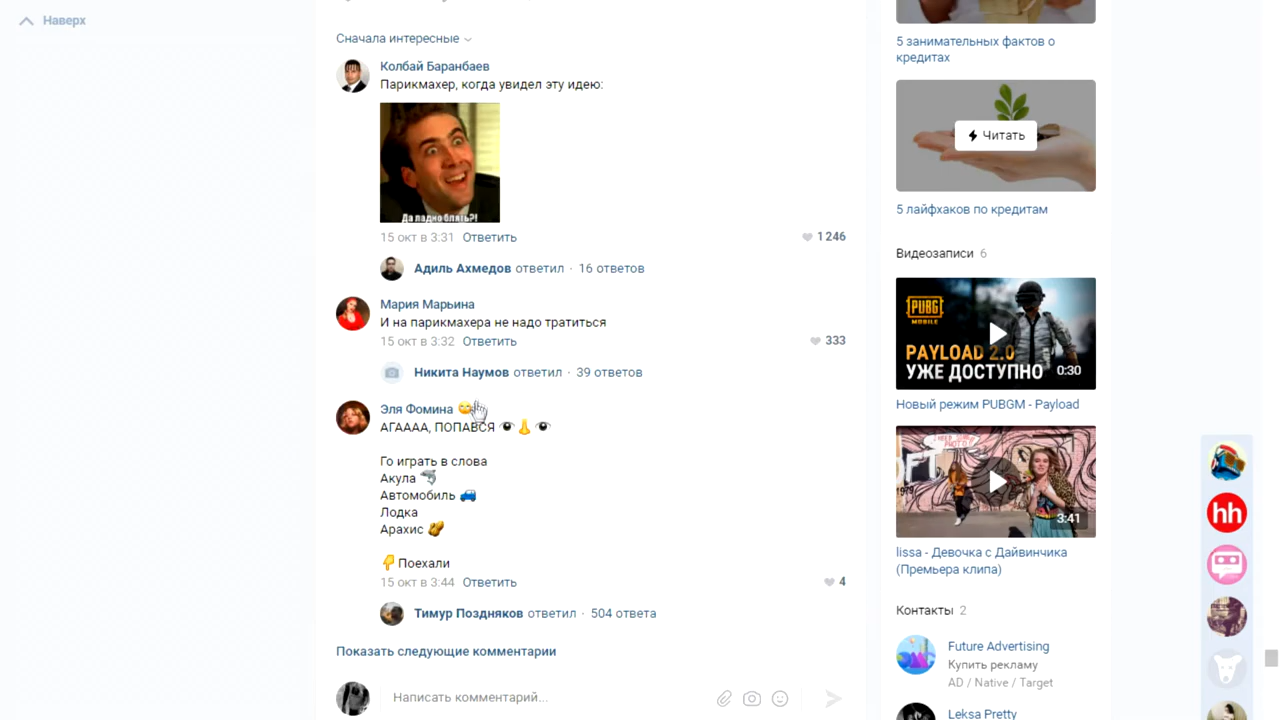 Наверх
Сначала интересные
Колбай Баранбаев
Парикмахер, когда увидел эту идею:
Да ладно блять?!
15 окт в 3:31 Ответить
1 246
Адиль Ахмедов ответил · 16 ответов
Мария Марьина
И на парикмахера не надо тратиться
15 окт в 3:32 Ответить
333
Никита Наумов ответил · 39 ответов
Эля Фомина 😋
АГАААА, ПОПАВСЯ 👁👃👁
Го играть в слова
Акула 🦈
Автомобиль 🚙
Лодка
Арахис 🥜
👇Поехали
15 окт в 3:44 Ответить
4
Тимур Поздняков ответил · 504 ответа
Показать следующие комментарии
Написать комментарий...
5 занимательных фактов о
кредитах
Читать
5 лайфхаков по кредитам
Видеозаписи 6
PUBG
MOBILE
PAYLOAD 2.0
УЖЕ ДОСТУПНО
0:30
Новый режим PUBGM - Payload
3:41
lissa - Девочка с Дайвинчика
(Премьера клипа)
Контакты 2
Future Advertising
Купить рекламу
AD / Native / Target
Leksa Pretty
hh